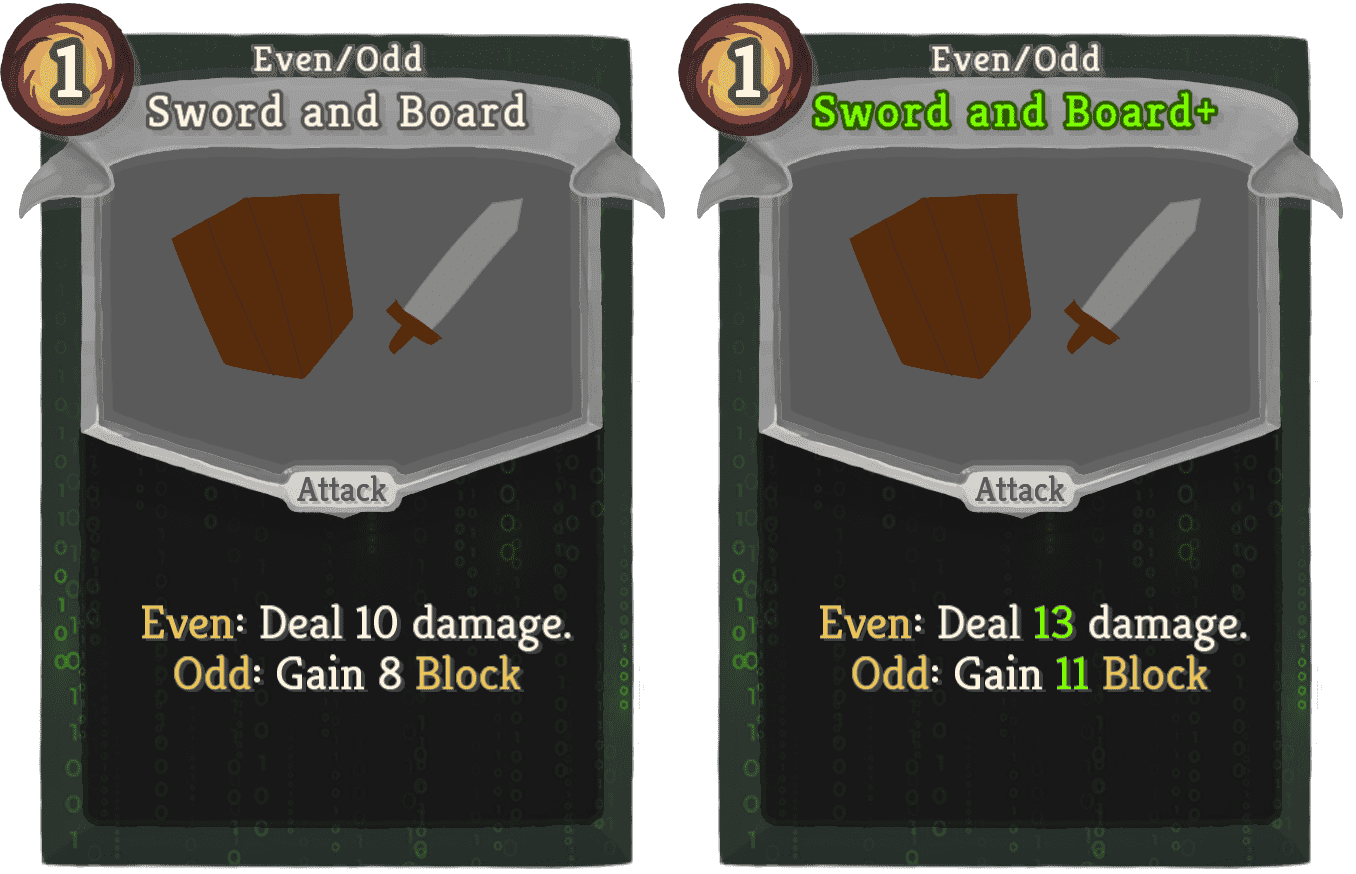 1
Even/Odd
Sword and Board
Attack
Even: Deal 10 damage.
Odd: Gain 8 Block
1
Even/Odd
Sword and Board+
Attack
Even: Deal 13 damage.
Odd: Gain 11 Block